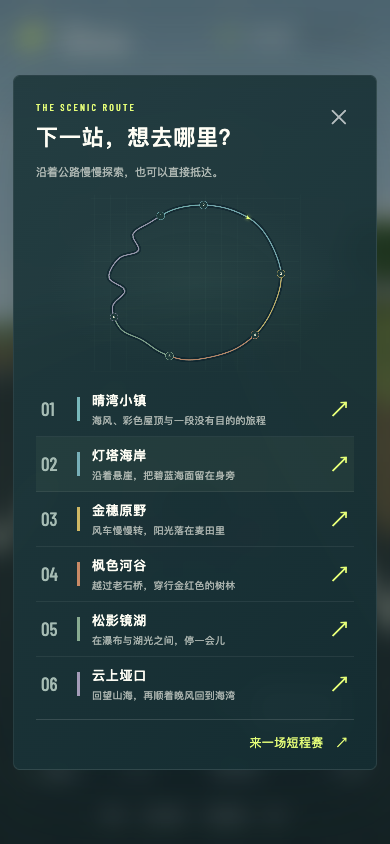 THE SCENIC ROUTE
下一站，想去哪里？
沿着公路慢慢探索，也可以直接抵达。
01 晴湾小镇
海风、彩色屋顶与一段没有目的的旅程
02 灯塔海岸
沿着悬崖，把碧蓝海面留在身旁
03 金穗原野
风车慢慢转，阳光落在麦田里
04 枫色河谷
越过老石桥，穿行金红色的树林
05 松影镜湖
在瀑布与湖光之间，停一会儿
06 云上垭口
回望山海，再顺着晚风回到海湾
来一场短程赛